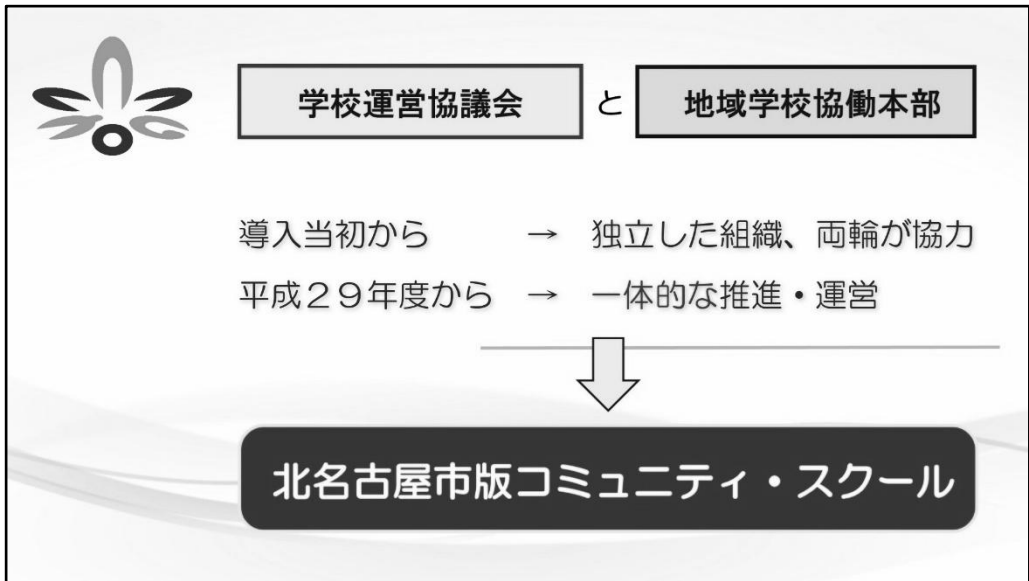 学校運営協議会 と 地域学校協働本部
導入当初から → 独立した組織、両輪が協力
平成２９年度から → 一体的な推進・運営
北名古屋市版コミュニティ・スクール